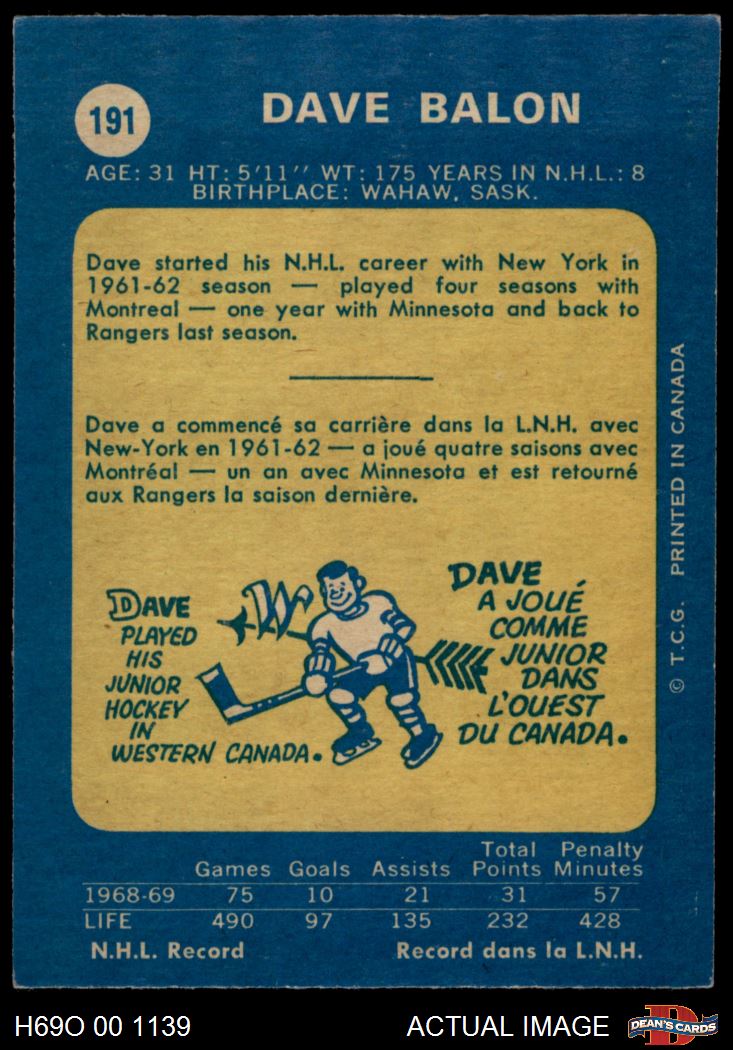 191
DAVE BALON
AGE: 31 HT: 5'11'' WT: 175 YEARS IN N.H.L.: 8
BIRTHPLACE: WAHAW, SASK.
Dave started his N.H.L. career with New York in
1961-62 season — played four seasons with
Montreal — one year with Minnesota and back to
Rangers last season.
Dave a commencé sa carrière dans la L.N.H. avec
New-York en 1961-62 — a joué quatre saisons avec
Montréal — un an avec Minnesota et est retourné
aux Rangers la saison dernière.
DAVE
PLAYED
HIS
JUNIOR
HOCKEY
IN
WESTERN CANADA.
W
DAVE
A JOUÉ
COMME
JUNIOR
DANS
L'OUEST
DU CANADA.
© T.C.G. PRINTED IN CANADA
Total Penalty
Games Goals Assists Points Minutes
1968-69 75 10 21 31 57
LIFE 490 97 135 232 428
N.H.L. Record Record dans la L.N.H.
H69O 00 1139 ACTUAL IMAGE
D
DEAN'S CARDS